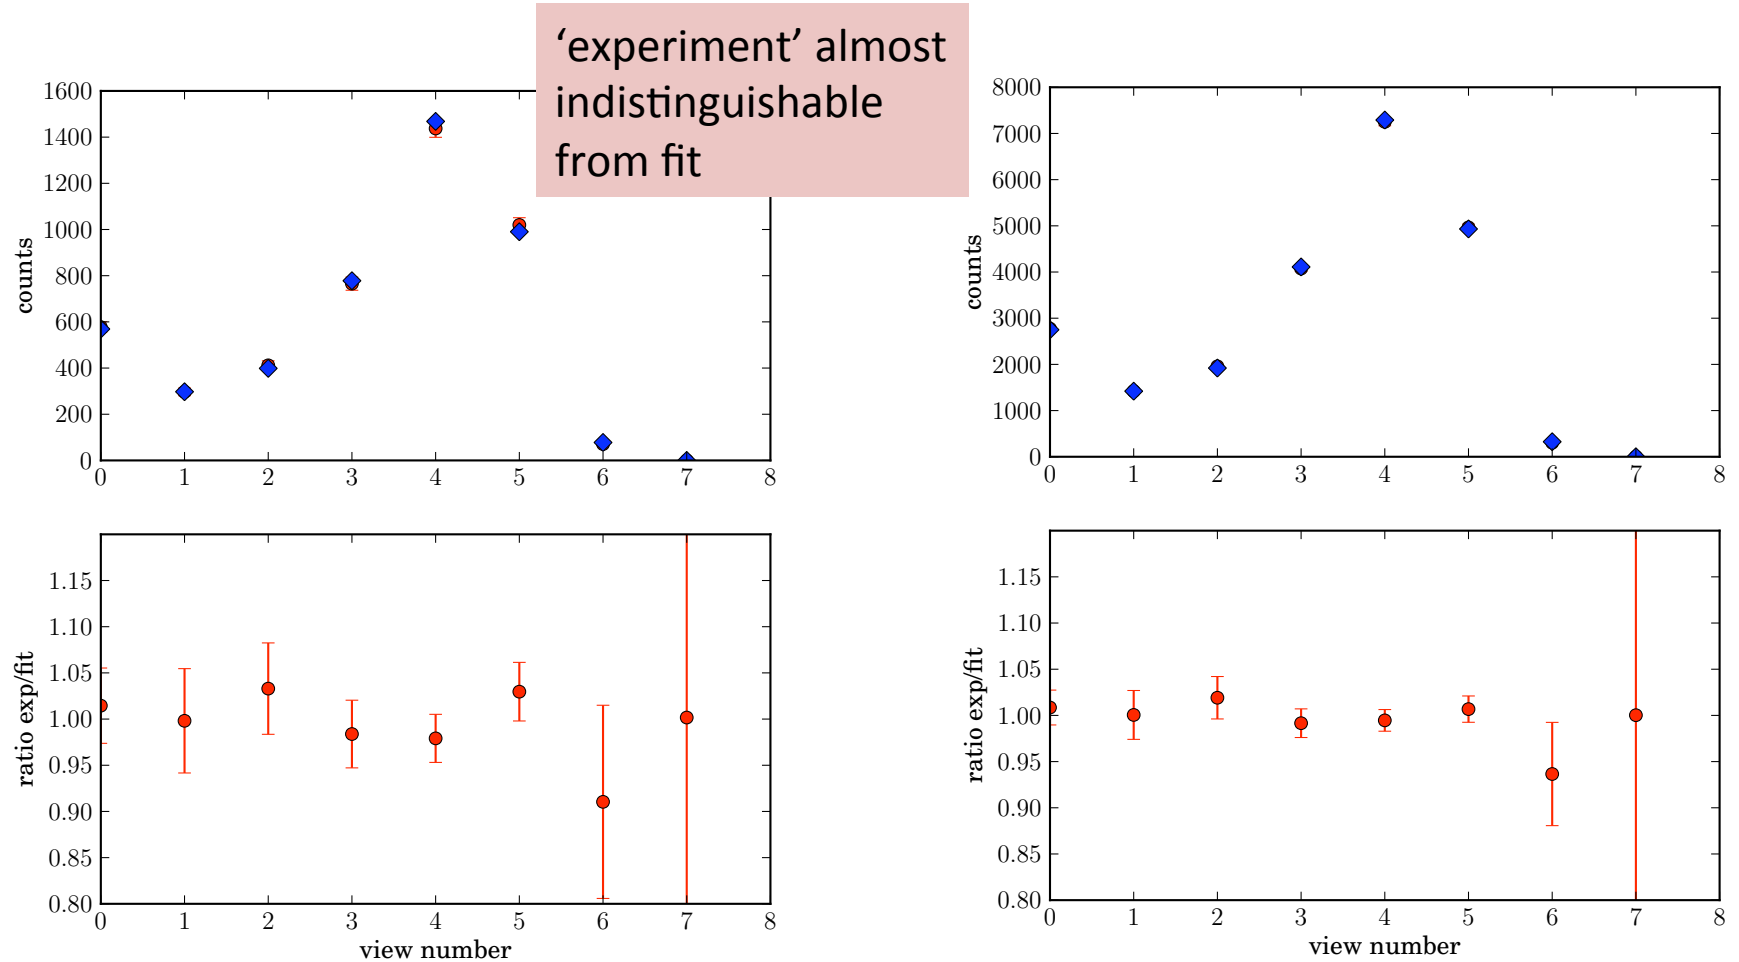 ‘experiment’ almost
indistinguishable
from fit
1600
1400
1200
1000
800
600
400
200
0
counts
0 1 2 3 4 5 6 7 8
8000
7000
6000
5000
4000
3000
2000
1000
0
counts
0 1 2 3 4 5 6 7 8
1.15
1.10
1.05
1.00
0.95
0.90
0.85
0.80
ratio exp/fit
0 1 2 3 4 5 6 7 8
view number
1.15
1.10
1.05
1.00
0.95
0.90
0.85
0.80
ratio exp/fit
0 1 2 3 4 5 6 7 8
view number